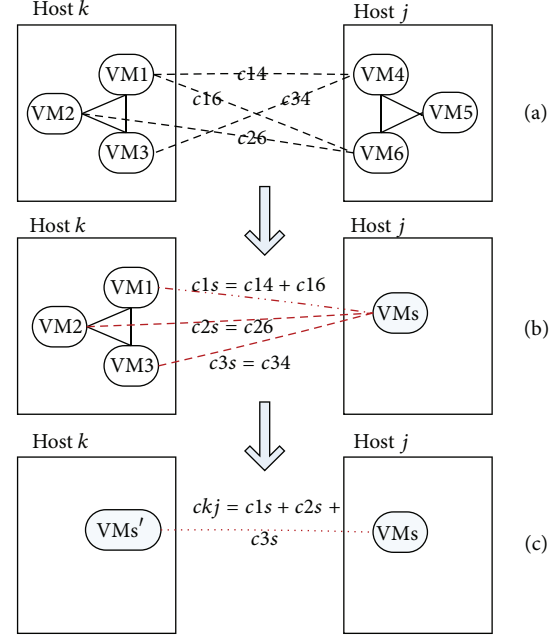 Host k
Host j
VM1
c14
VM4
c16
c34
VM2
VM5
(a)
c26
VM3
VM6
Host k
Host j
VM1
c1s = c14 + c16
VMs
VM2
c2s = c26
(b)
VM3
c3s = c34
Host k
Host j
ckj = c1s + c2s +
VMs′
c3s
VMs
(c)